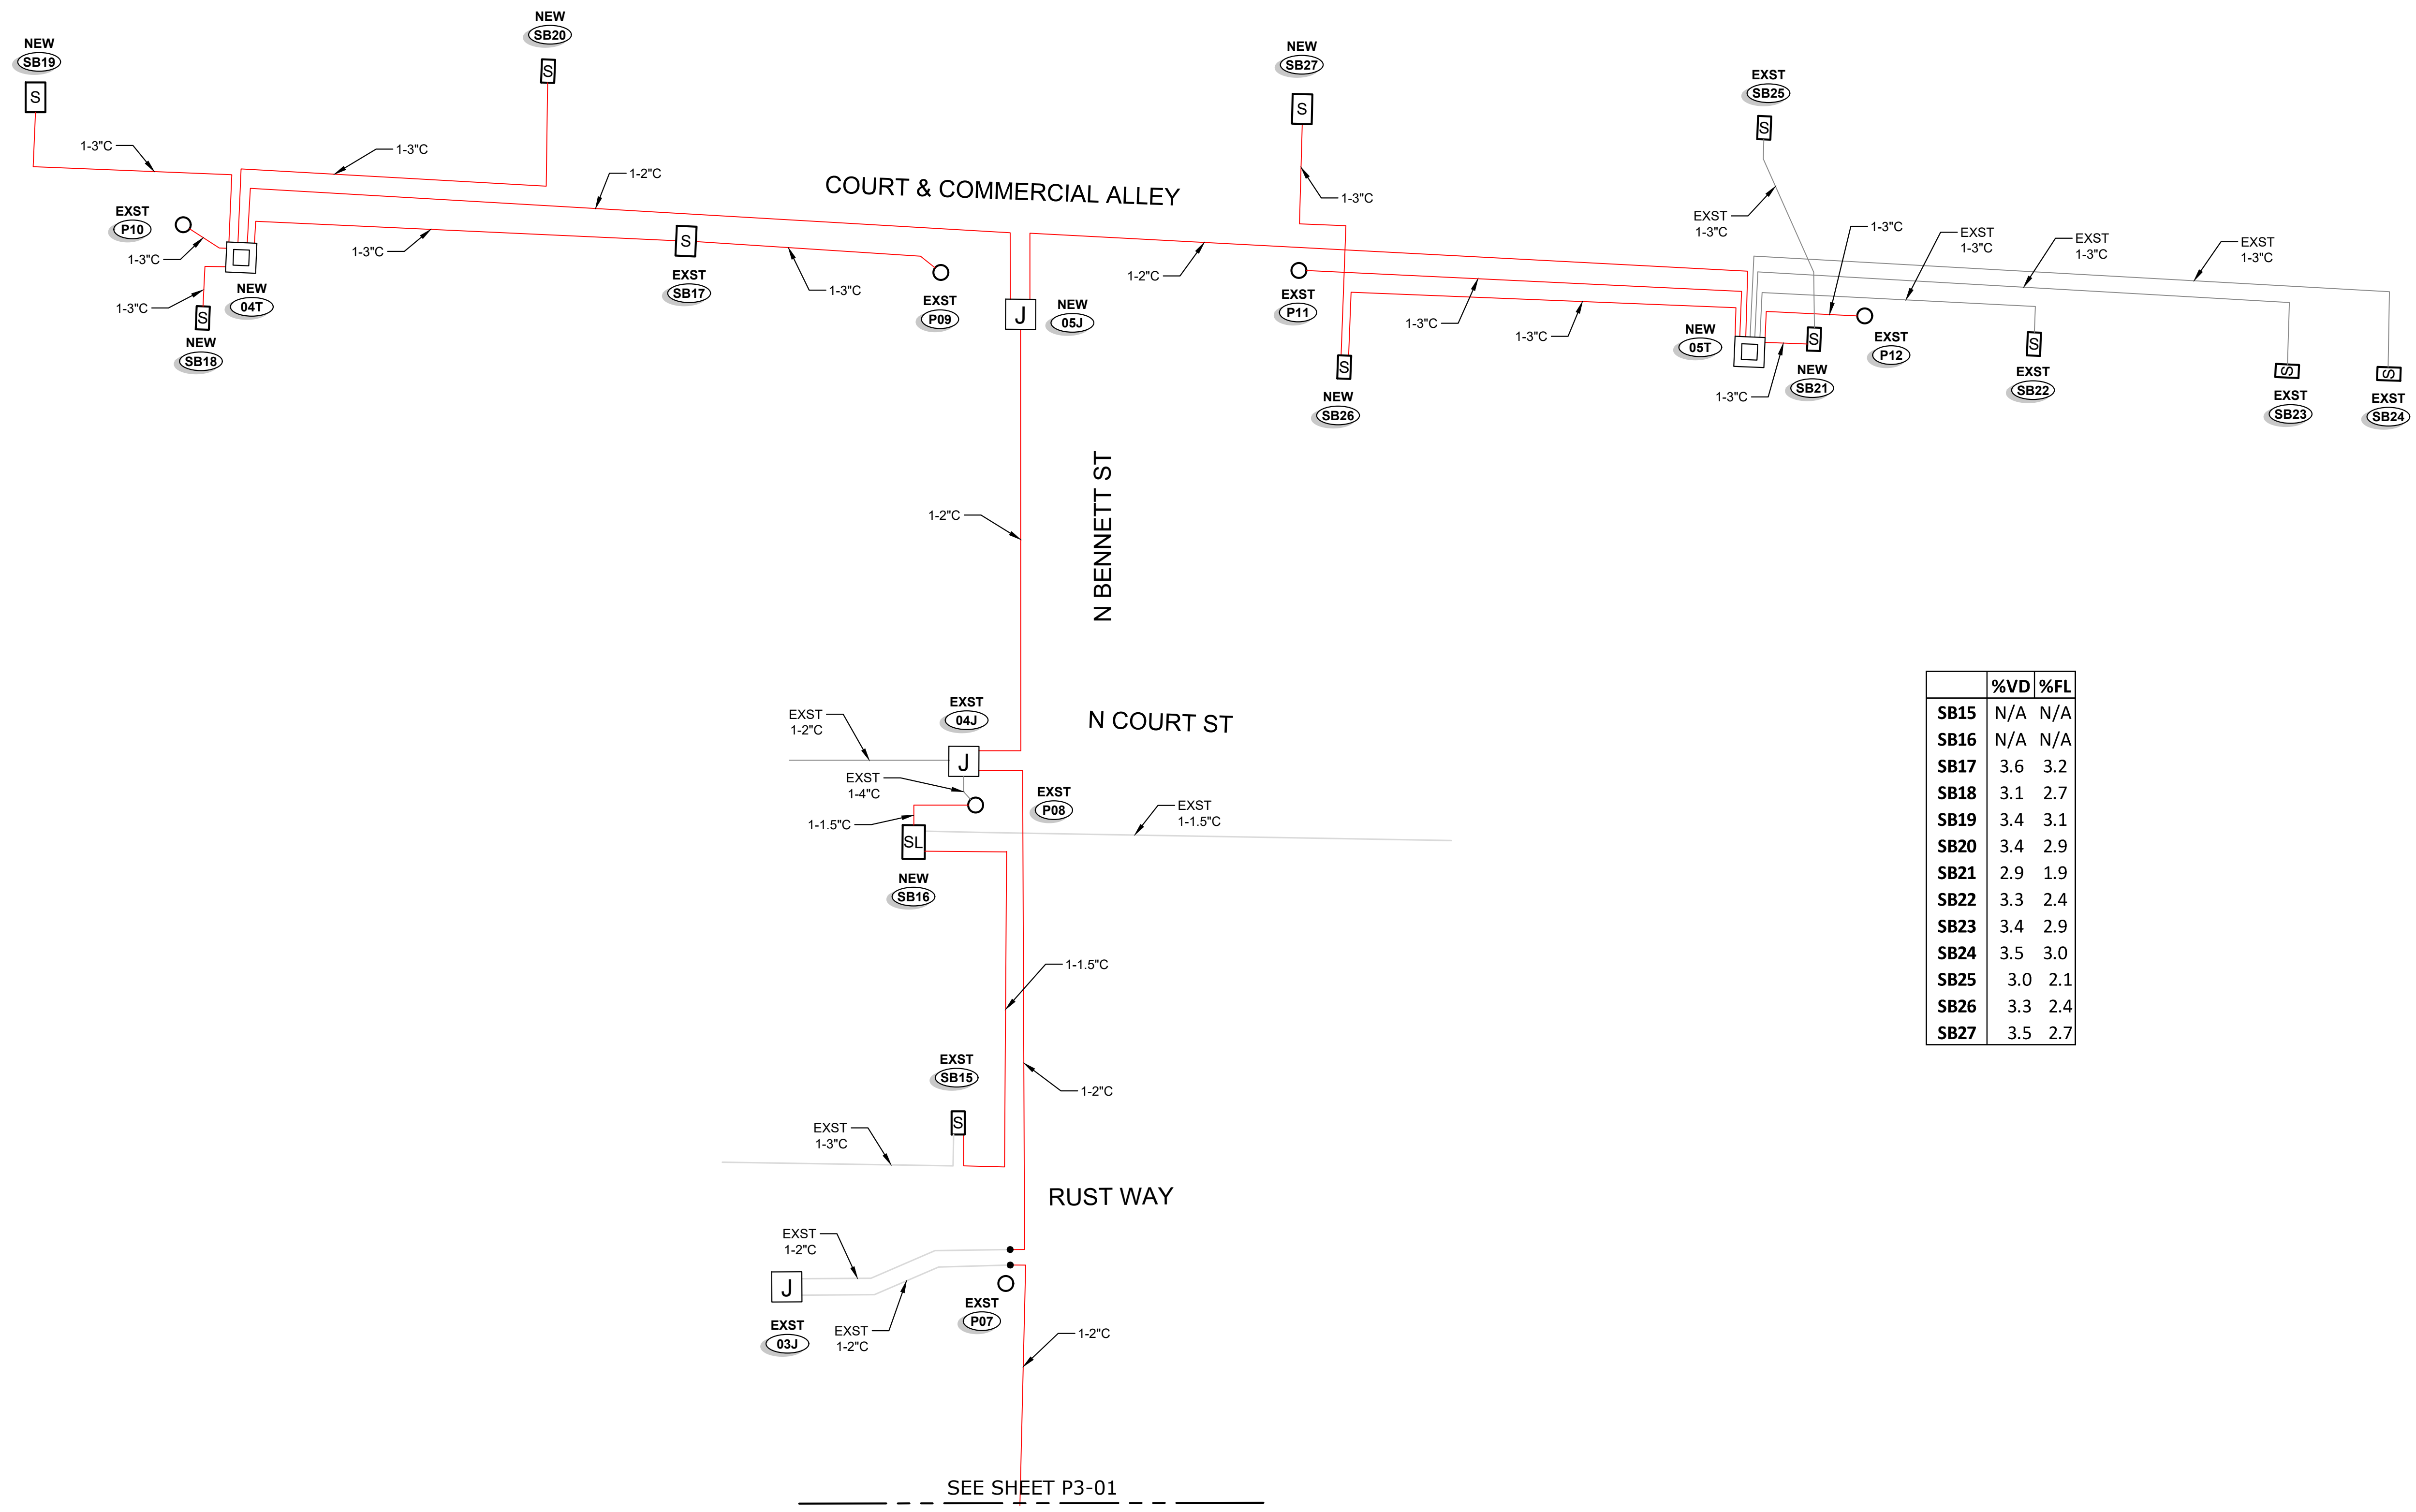 NEW
SB19
S
NEW
SB20
S
1-3"C
1-3"C
1-2"C
COURT & COMMERCIAL ALLEY
EXST
P10
1-3"C
1-3"C
NEW
04T
S
NEW
SB18
1-3"C
S
EXST
SB17
1-3"C
EXST
P09
J
NEW
05J
NEW
SB27
S
1-3"C
1-2"C
EXST
P11
1-3"C
1-3"C
S
NEW
SB26
EXST
SB25
S
EXST
1-3"C
1-3"C
EXST
1-3"C
EXST
1-3"C
EXST
1-3"C
NEW
05T
1-3"C
S
NEW
SB21
EXST
P12
S
EXST
SB22
S
EXST
SB23
S
EXST
SB24
1-2"C
N BENNETT ST
EXST
04J
J
N COURT ST
EXST
1-2"C
EXST
1-4"C
EXST
P08
1-1.5"C
EXST
1-1.5"C
SL
NEW
SB16
1-1.5"C
EXST
SB15
S
1-2"C
EXST
1-3"C
RUST WAY
EXST
1-2"C
J
EXST
03J
EXST
1-2"C
EXST
P07
1-2"C
SEE SHEET P3-01
%VD %FL
SB15 N/A N/A
SB16 N/A N/A
SB17 3.6 3.2
SB18 3.1 2.7
SB19 3.4 3.1
SB20 3.4 2.9
SB21 2.9 1.9
SB22 3.3 2.4
SB23 3.4 2.9
SB24 3.5 3.0
SB25 3.0 2.1
SB26 3.3 2.4
SB27 3.5 2.7